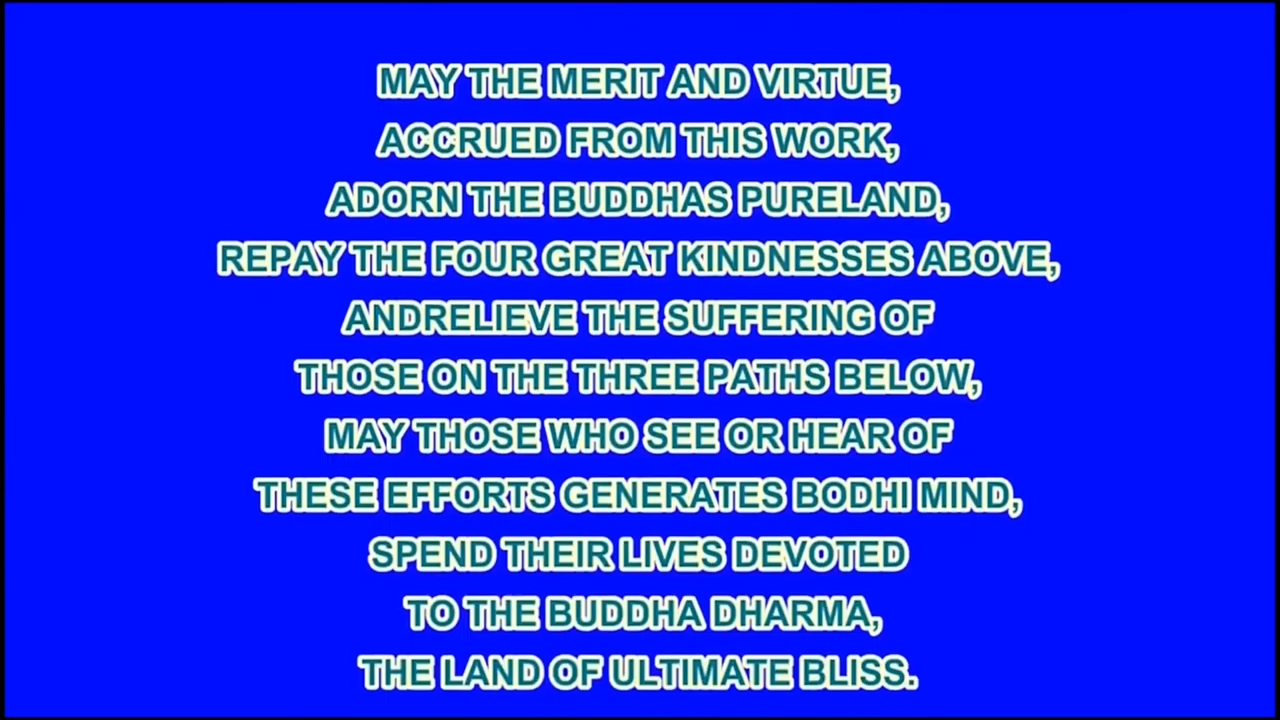 MAY THE MERIT AND VIRTUE,
ACCRUED FROM THIS WORK,
ADORN THE BUDDHAS PURELAND,
REPAY THE FOUR GREAT KINDNESSES ABOVE,
ANDRELIEVE THE SUFFERING OF
THOSE ON THE THREE PATHS BELOW,
MAY THOSE WHO SEE OR HEAR OF
THESE EFFORTS GENERATES BODHI MIND,
SPEND THEIR LIVES DEVOTED
TO THE BUDDHA DHARMA,
THE LAND OF ULTIMATE BLISS.